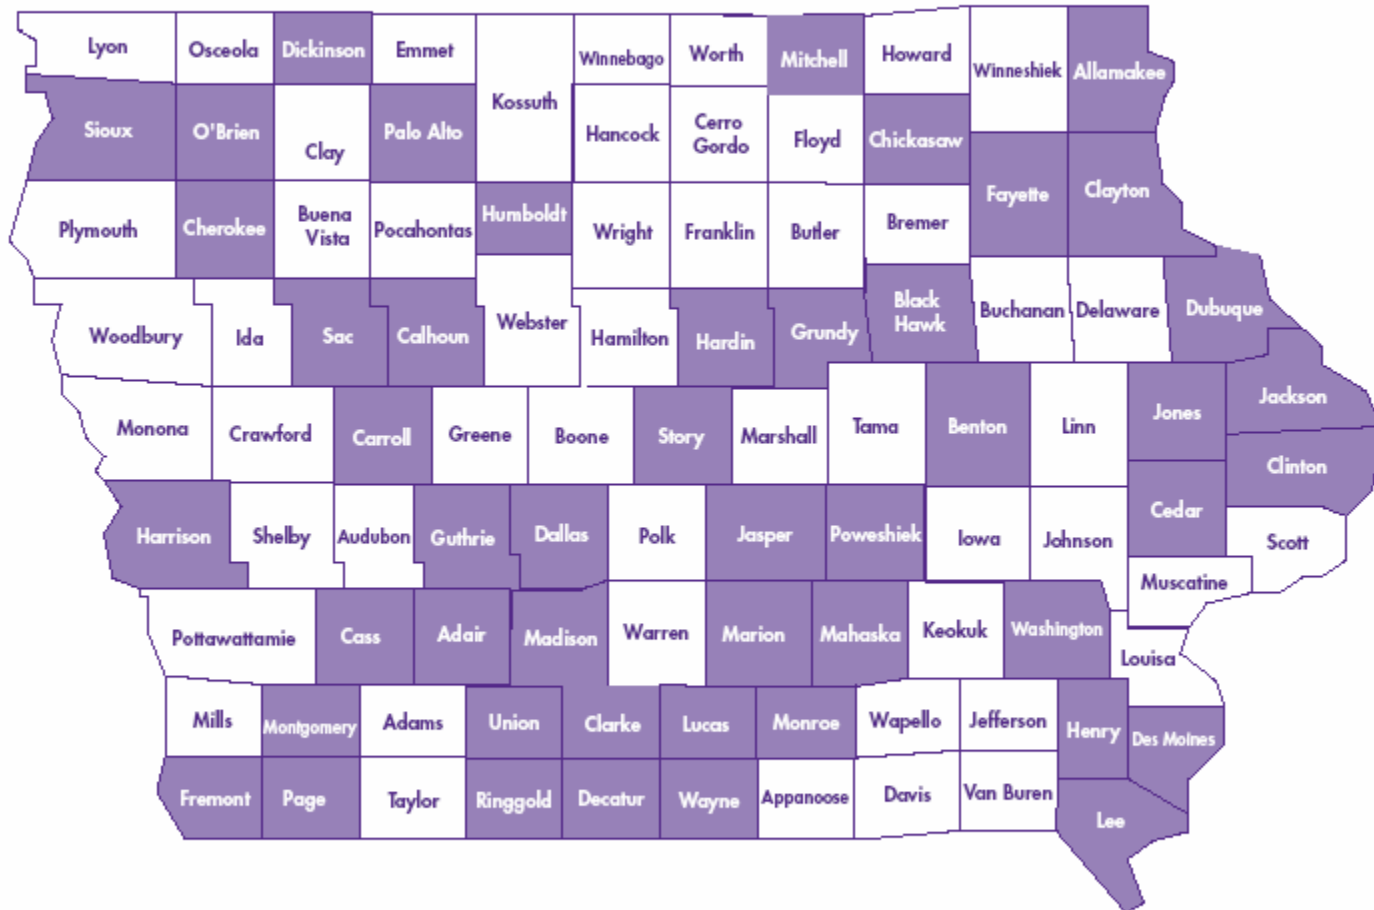 Lyon
Osceola
Dickinson
Emmet
Kossuth
Winnebago
Worth
Mitchell
Howard
Winneshiek
Allamakee
Sioux
O'Brien
Clay
Palo Alto
Hancock
Cerro
Gordo
Floyd
Chickasaw
Fayette
Clayton
Plymouth
Cherokee
Buena
Vista
Pocahontas
Humboldt
Wright
Franklin
Butler
Bremer
Woodbury
Ida
Sac
Calhoun
Webster
Hamilton
Hardin
Grundy
Black
Hawk
Buchanan
Delaware
Dubuque
Monona
Crawford
Carroll
Greene
Boone
Story
Marshall
Tama
Benton
Linn
Jones
Jackson
Clinton
Harrison
Shelby
Audubon
Guthrie
Dallas
Polk
Jasper
Poweshiek
Iowa
Johnson
Cedar
Scott
Muscatine
Pottawattamie
Cass
Adair
Madison
Warren
Marion
Mahaska
Keokuk
Washington
Louisa
Mills
Montgomery
Adams
Union
Clarke
Lucas
Monroe
Wapello
Jefferson
Henry
Des Moines
Fremont
Page
Taylor
Ringgold
Decatur
Wayne
Appanoose
Davis
Van Buren
Lee